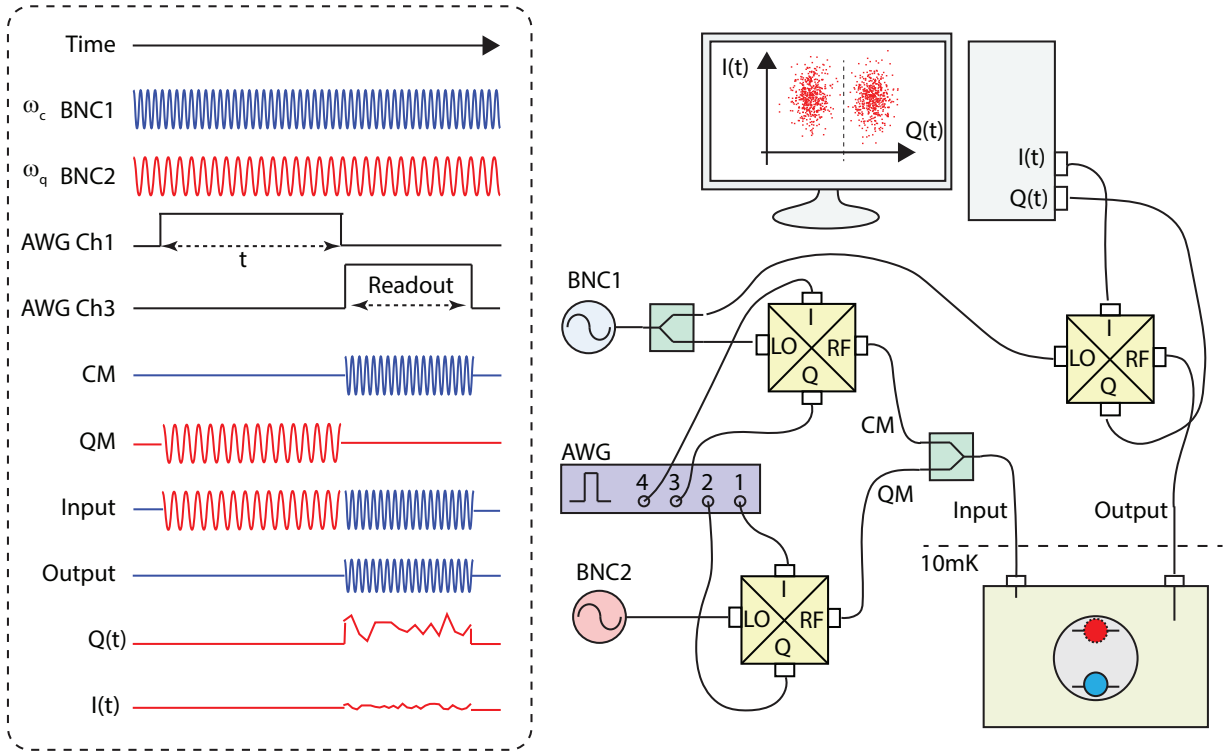 Time
ω_c BNC1
ω_q BNC2
AWG Ch1
t
AWG Ch3
Readout
CM
QM
Input
Output
Q(t)
I(t)
I(t)
Q(t)
I(t)
Q(t)
BNC1
LO
I
RF
Q
LO
I
RF
Q
CM
AWG
4
3
2
1
QM
Input
Output
10mK
BNC2
LO
I
RF
Q